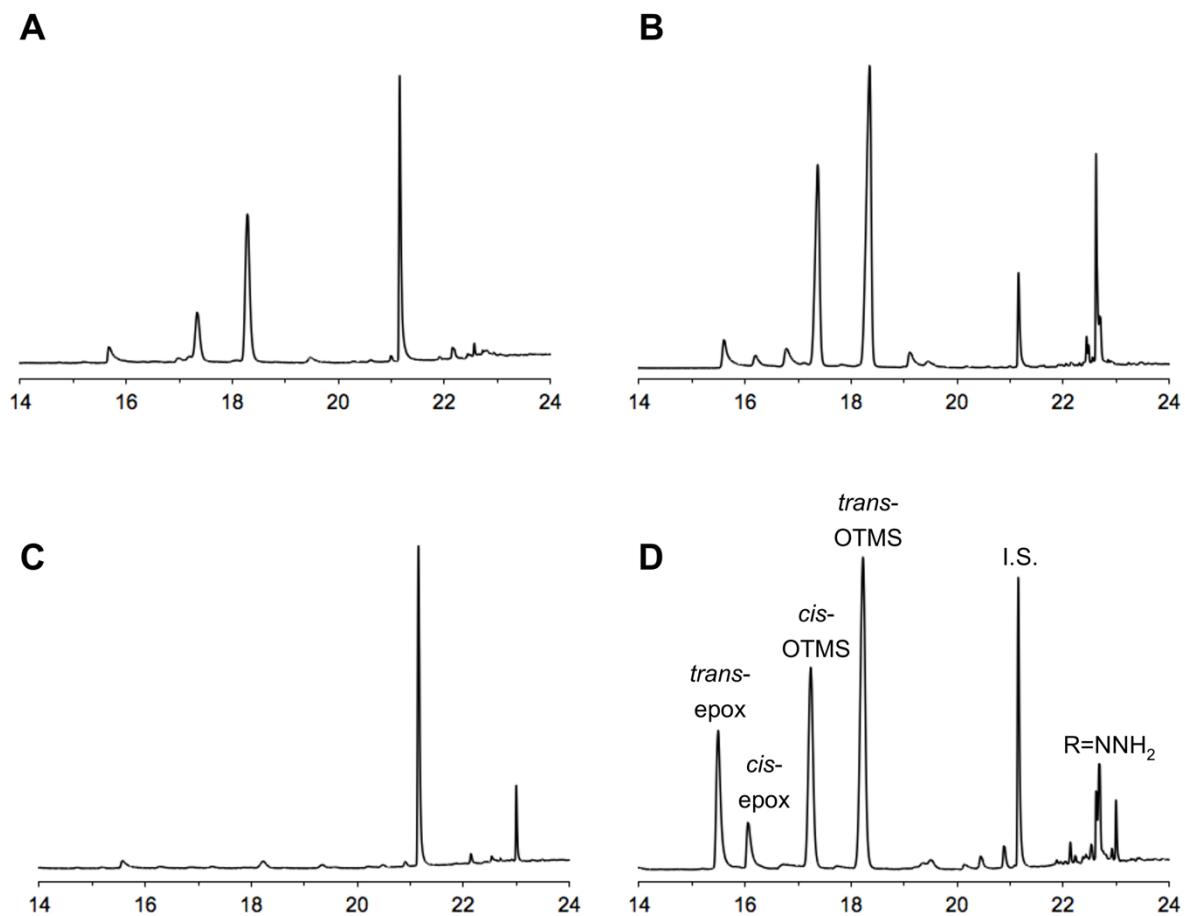 A
B
14 16 18 20 22 24
14 16 18 20 22 24
C
D
trans-
epox
cis-
epox
cis-
OTMS
trans-
OTMS
I.S.
R=NNH₂
14 16 18 20 22 24
14 16 18 20 22 24